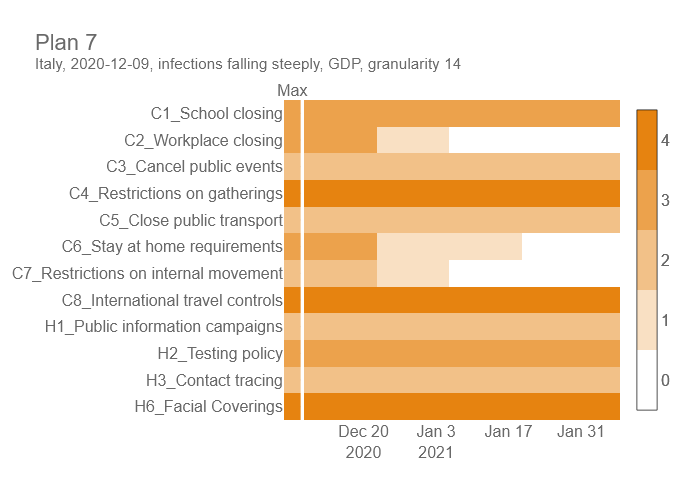 Plan 7
Italy, 2020-12-09, infections falling steeply, GDP, granularity 14
Max
C1_School closing
C2_Workplace closing
C3_Cancel public events
C4_Restrictions on gatherings
C5_Close public transport
C6_Stay at home requirements
C7_Restrictions on internal movement
C8_International travel controls
H1_Public information campaigns
H2_Testing policy
H3_Contact tracing
H6_Facial Coverings
Dec 20 Jan 3 Jan 17 Jan 31
2020 2021
4
3
2
1
0